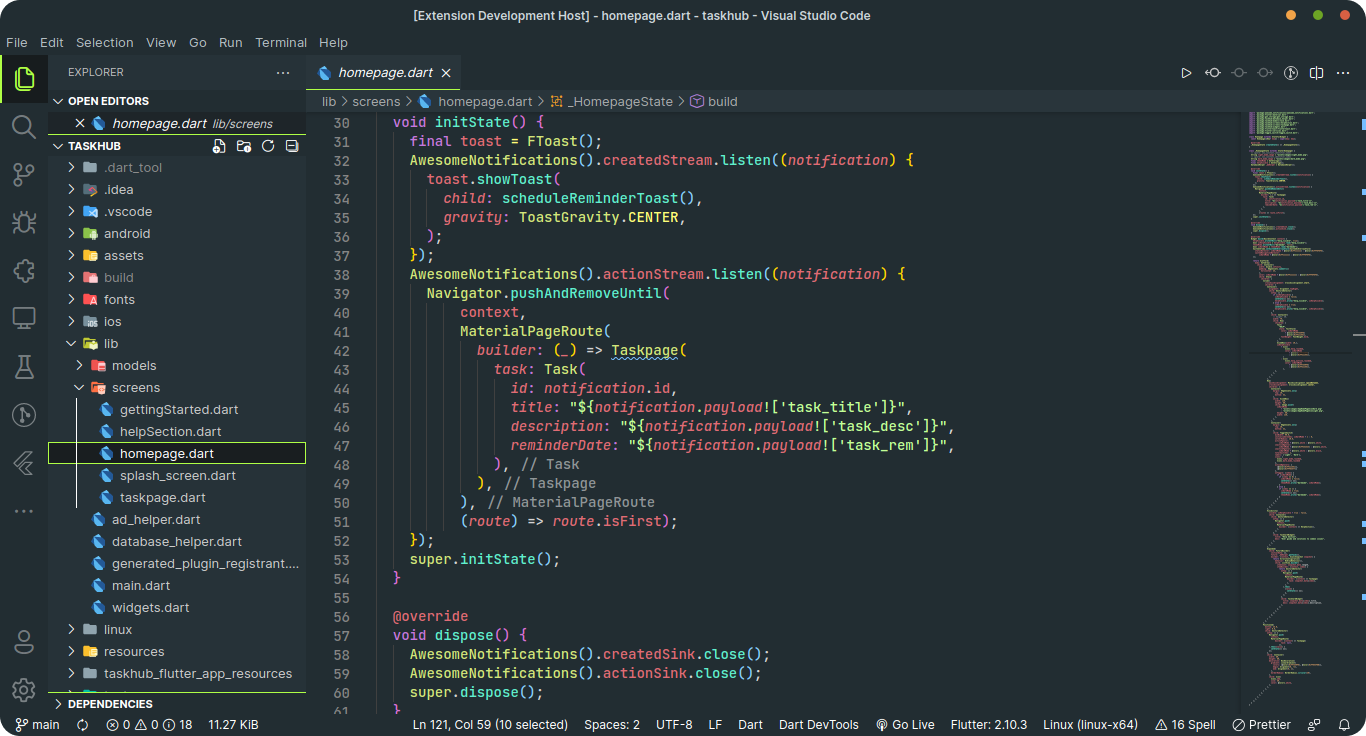 [Extension Development Host] - homepage.dart - taskhub - Visual Studio Code
File Edit Selection View Go Run Terminal Help
EXPLORER
OPEN EDITORS
homepage.dart lib/screens
TASKHUB
.dart_tool
.idea
.vscode
android
assets
build
fonts
ios
lib
models
screens
gettingStarted.dart
helpSection.dart
homepage.dart
splash_screen.dart
taskpage.dart
ad_helper.dart
database_helper.dart
generated_plugin_registrant....
main.dart
widgets.dart
linux
resources
taskhub_flutter_app_resources
DEPENDENCIES
homepage.dart
lib > screens > homepage.dart > _HomepageState > build
30 void initState() {
31 final toast = FToast();
32 AwesomeNotifications().createdStream.listen((notification) {
33 toast.showToast(
34 child: scheduleReminderToast(),
35 gravity: ToastGravity.CENTER,
36 );
37 });
38 AwesomeNotifications().actionStream.listen((notification) {
39 Navigator.pushAndRemoveUntil(
40 context,
41 MaterialPageRoute(
42 builder: (_) => Taskpage(
43 task: Task(
44 id: notification.id,
45 title: "${notification.payload!['task_title']}",
46 description: "${notification.payload!['task_desc']}",
47 reminderDate: "${notification.payload!['task_rem']}",
48 ), // Task
49 ), // Taskpage
50 ), // MaterialPageRoute
51 (route) => route.isFirst);
52 });
53 super.initState();
54 }
55
56 @override
57 void dispose() {
58 AwesomeNotifications().createdSink.close();
59 AwesomeNotifications().actionSink.close();
60 super.dispose();
61 }
main 0 0 18 11.27 KiB Ln 121, Col 59 (10 selected) Spaces: 2 UTF-8 LF Dart Dart DevTools Go Live Flutter: 2.10.3 Linux (linux-x64) 16 Spell Prettier